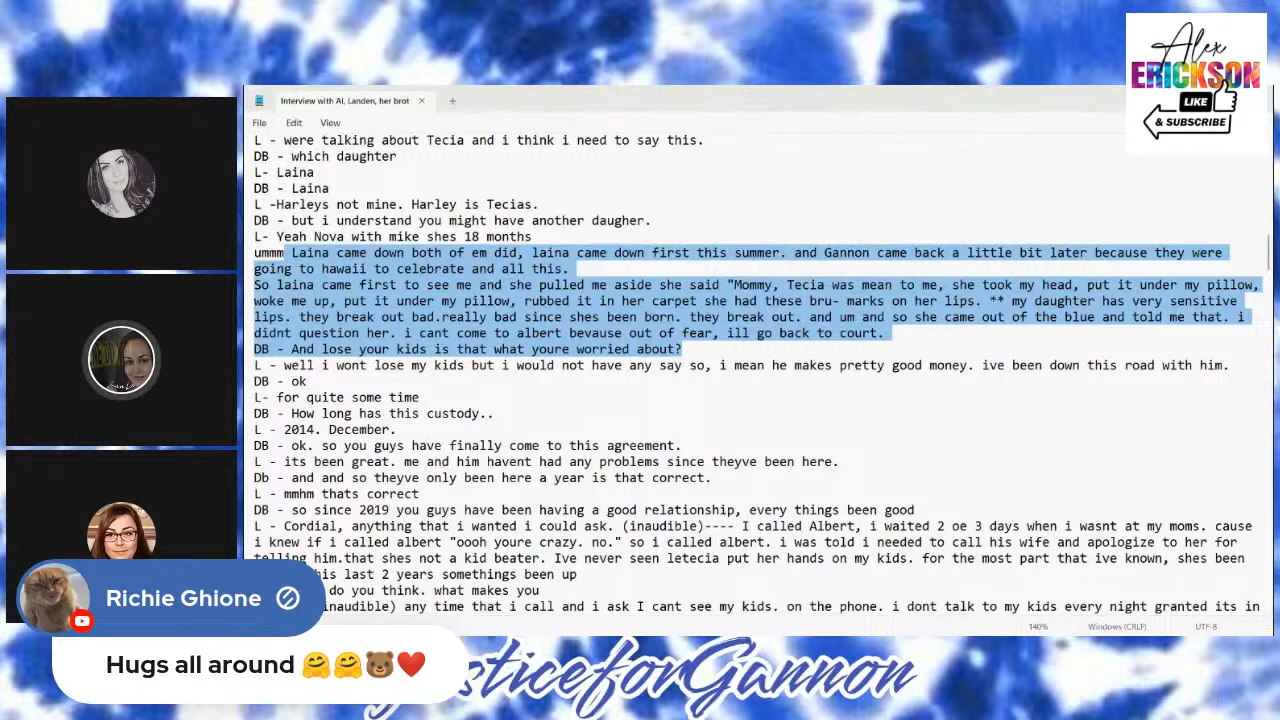 Alex
ERICKSON
LIKE
& SUBSCRIBE
Interview with Al, Landen, her brot
File Edit View
L - were talking about Tecia and i think i need to say this.
DB - which daughter
L- Laina
DB - Laina
L -Harleys not mine. Harley is Tecias.
DB - but i understand you might have another daugher.
L- Yeah Nova with mike shes 18 months
ummm Laina came down both of em did, laina came down first this summer. and Gannon came back a little bit later because they were
going to hawaii to celebrate and all this.
So laina came first to see me and she pulled me aside she said "Mommy, Tecia was mean to me, she took my head, put it under my pillow,
woke me up, put it under my pillow, rubbed it in her carpet she had these bru- marks on her lips. ** my daughter has very sensitive
lips. they break out bad.really bad since shes been born. they break out. and um and so she came out of the blue and told me that. i
didnt question her. i cant come to albert bevause out of fear, ill go back to court.
DB - And lose your kids is that what youre worried about?
L - well i wont lose my kids but i would not have any say so, i mean he makes pretty good money. ive been down this road with him.
DB - ok
L- for quite some time
DB - How long has this custody..
L - 2014. December.
DB - ok. so you guys have finally come to this agreement.
L - its been great. me and him havent had any problems since theyve been here.
Db - and and so theyve only been here a year is that correct.
L - mmhm thats correct
DB - so since 2019 you guys have been having a good relationship, every things been good
L - Cordial, anything that i wanted i could ask. (inaudible)---- I called Albert, i waited 2 oe 3 days when i wasnt at my moms. cause
i knew if i called albert "oooh youre crazy. no." so i called albert. i was told i needed to call his wife and apologize to her for
telling him.that shes not a kid beater. Ive never seen letecia put her hands on my kids. for the most part that ive known, shes been
his last 2 years somethings been up
do you think. what makes you
inaudible) any time that i call and i ask I cant see my kids. on the phone. i dont talk to my kids every night granted its in
140% Windows (CRLF) UTF-8
Richie Ghione
Hugs all around 🤗🤗🐻❤️
sticeforGannon